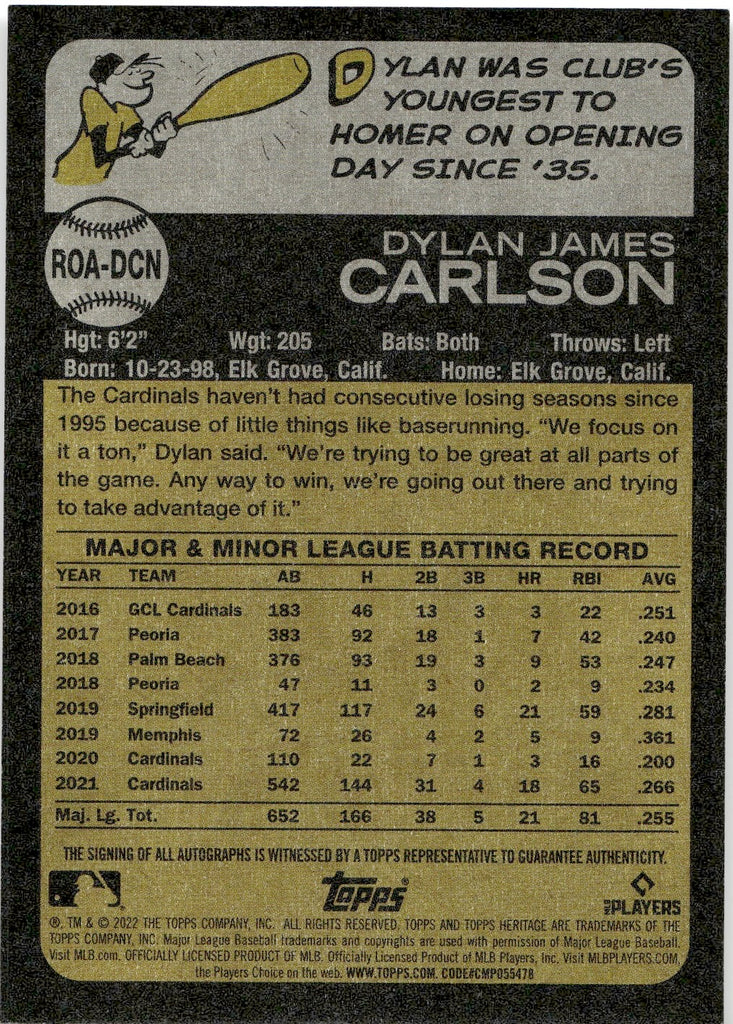 DYLAN WAS CLUB'S
YOUNGEST TO
HOMER ON OPENING
DAY SINCE '35.
ROA-DCN
DYLAN JAMES
CARLSON
Hgt: 6'2" Wgt: 205 Bats: Both Throws: Left
Born: 10-23-98, Elk Grove, Calif. Home: Elk Grove, Calif.
The Cardinals haven't had consecutive losing seasons since
1995 because of little things like baserunning. "We focus on
it a ton," Dylan said. "We're trying to be great at all parts of
the game. Any way to win, we're going out there and trying
to take advantage of it."
MAJOR & MINOR LEAGUE BATTING RECORD
YEAR TEAM AB H 2B 3B HR RBI AVG
2016 GCL Cardinals 183 46 13 3 3 22 .251
2017 Peoria 383 92 18 1 7 42 .240
2018 Palm Beach 376 93 19 3 9 53 .247
2018 Peoria 47 11 3 0 2 9 .234
2019 Springfield 417 117 24 6 21 59 .281
2019 Memphis 72 26 4 2 5 9 .361
2020 Cardinals 110 22 7 1 3 16 .200
2021 Cardinals 542 144 31 4 18 65 .266
Maj. Lg. Tot. 652 166 38 5 21 81 .255
THE SIGNING OF ALL AUTOGRAPHS IS WITNESSED BY A TOPPS REPRESENTATIVE TO GUARANTEE AUTHENTICITY.
Topps
MLB PLAYERS
®, TM & © 2022 THE TOPPS COMPANY, INC. ALL RIGHTS RESERVED. TOPPS AND TOPPS HERITAGE ARE TRADEMARKS OF THE
TOPPS COMPANY, INC. Major League Baseball trademarks and copyrights are used with permission of Major League Baseball.
Visit MLB.com. OFFICIALLY LICENSED PRODUCT OF MLB. Officially Licensed Product of MLB Players, Inc. Visit MLBPLAYERS.COM,
the Players Choice on the web. WWW.TOPPS.COM. CODE#CMP055478